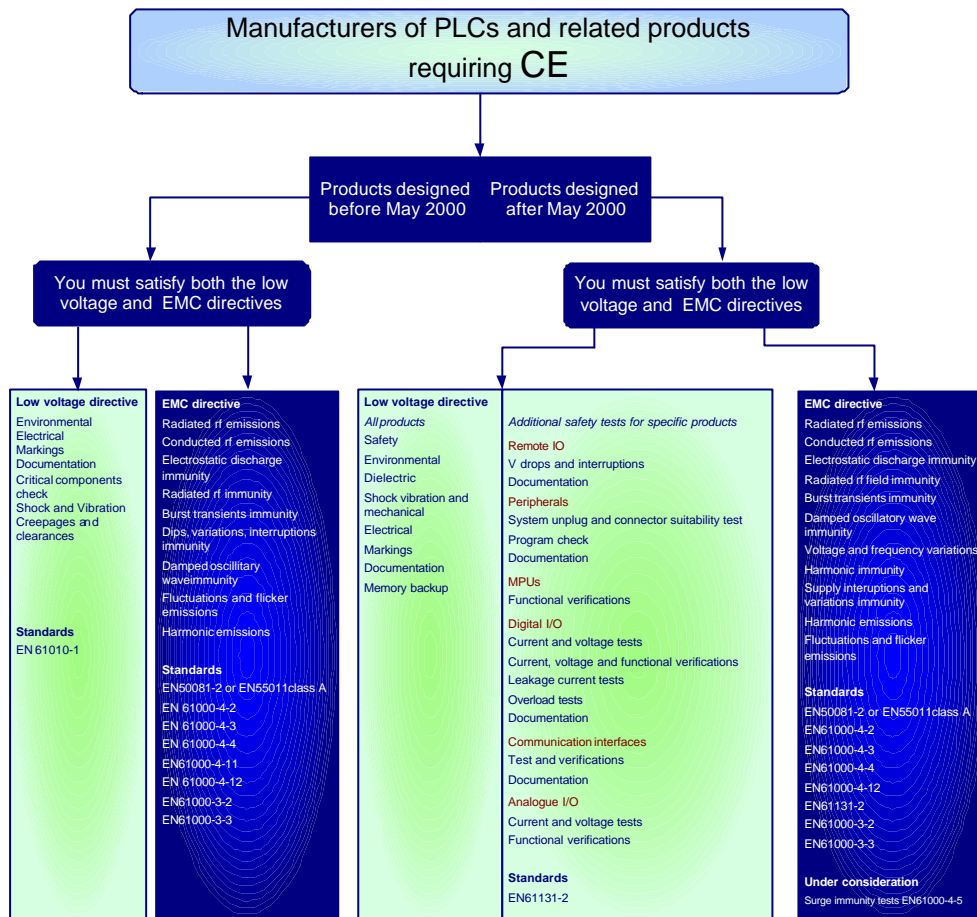 Manufacturers of PLCs and related products
requiring CE
Products designed
before May 2000
Products designed
after May 2000
You must satisfy both the low
voltage and EMC directives
You must satisfy both the low
voltage and EMC directives
Low voltage directive
Environmental
Electrical
Markings
Documentation
Critical components
check
Shock and Vibration
Creepages and
clearances
Standards
EN 61010-1
EMC directive
Radiated rf emissions
Conducted rf emissions
Electrostatic discharge
immunity
Radiated rf immunity
Burst transients immunity
Dips, variations, interruptions
immunity
Damped oscillitary
waveimmunity
Fluctuations and flicker
emissions
Harmonic emissions
Standards
EN50081-2 or EN55011class A
EN 61000-4-2
EN 61000-4-3
EN 61000-4-4
EN61000-4-11
EN 61000-4-12
EN61000-3-2
EN61000-3-3
Low voltage directive
All products
Safety
Environmental
Dielectric
Shock vibration and
mechanical
Electrical
Markings
Documentation
Memory backup
Additional safety tests for specific products
Remote IO
V drops and interruptions
Documentation
Peripherals
System unplug and connector suitability test
Program check
Documentation
MPUs
Functional verifications
Digital I/O
Current and voltage tests
Current, voltage and functional verifications
Leakage current tests
Overload tests
Documentation
Communication interfaces
Test and verifications
Documentation
Analogue I/O
Current and voltage tests
Functional verifications
Standards
EN61131-2
EMC directive
Radiated rf emissions
Conducted rf emissions
Electrostatic discharge immunity
Radiated rf field immunity
Burst transients immunity
Damped oscillatory wave
immunity
Voltage and frequency variations
Harmonic immunity
Supply interuptions and
variations immunity
Harmonic emissions
Fluctuations and flicker
emissions
Standards
EN50081-2 or EN55011class A
EN61000-4-2
EN61000-4-3
EN61000-4-4
EN61000-4-12
EN61131-2
EN61000-3-2
EN61000-3-3
Under consideration
Surge immunity tests EN61000-4-5